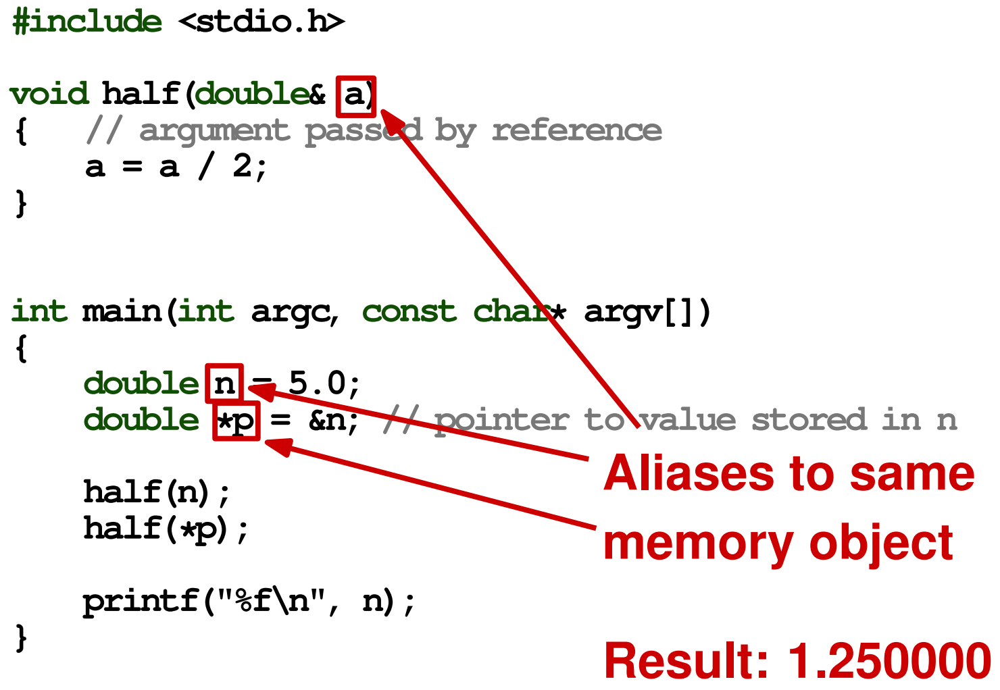 #include <stdio.h>
void half(double& a)
{    // argument passed by reference
    a = a / 2;
}
int main(int argc, const char* argv[])
{
    double n = 5.0;
    double *p = &n; // pointer to value stored in n
    half(n);
    half(*p);
    printf("%f\n", n);
}
Aliases to same
memory object
Result: 1.250000